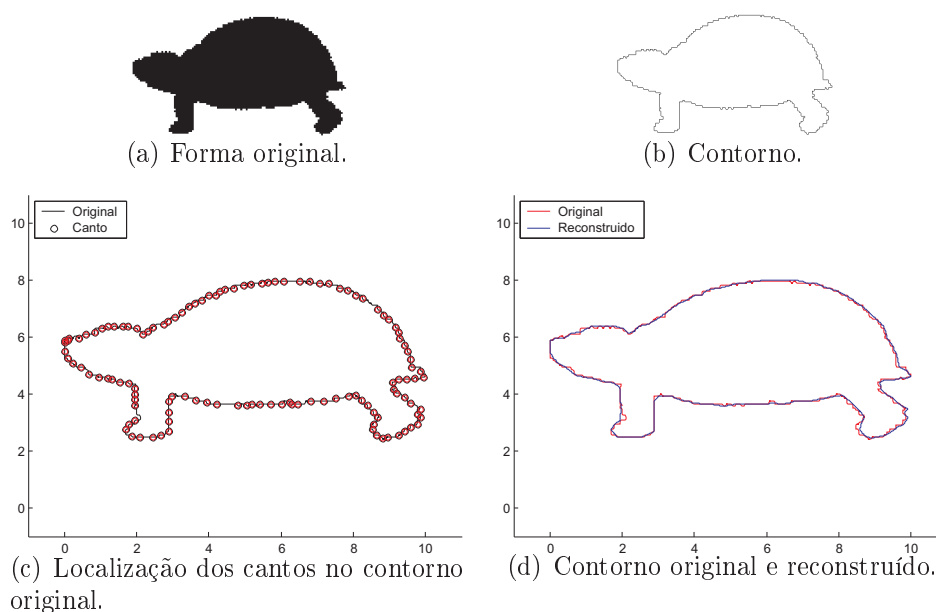 (a) Forma original.
(b) Contorno.
Original
Canto
10
8
6
4
2
0
0 2 4 6 8 10
(c) Localização dos cantos no contorno
original.
Original
Reconstruido
10
8
6
4
2
0
0 2 4 6 8 10
(d) Contorno original e reconstruído.